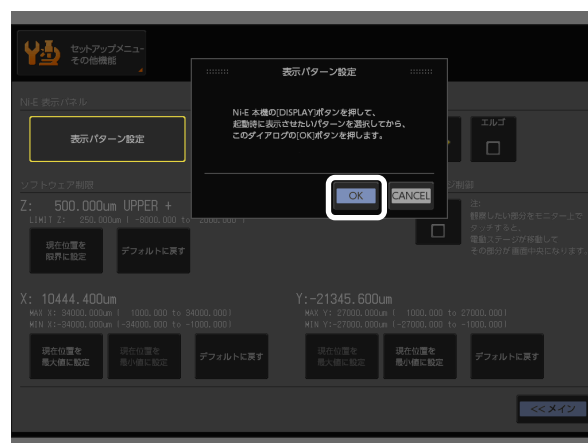 セットアップメニュー
その他機能
表示パターン設定
Ni-E 本機の[DISPLAY]ボタンを押して、
起動時に表示させたいパターンを選択してから、
このダイアログの[OK]ボタンを押します。
OK
CANCEL
Ni-E 表示パネル
表示パターン設定
エルゴ
ソフトウェア制限
Z: 500.000um UPPER +
LIMIT Z: 250.000um [ -8000.000 to 2000.000 ]
現在位置を
限界に設定
デフォルトに戻す
注:
観察したい部分をモニター上で
タッチすると、
電動ステージが移動して
その部分が画面中央になります。
X: 10444.400um
MAX X: 34000.000um [ 1000.000 to 34000.000]
MIN X:-34000.000um [-34000.000 to -1000.000]
現在位置を
最大値に設定
現在位置を
最小値に設定
デフォルトに戻す
Y:-21345.600um
MAX Y: 27000.000um [ 1000.000 to 27000.000]
MIN Y:-27000.000um [-27000.000 to -1000.000]
現在位置を
最大値に設定
現在位置を
最小値に設定
デフォルトに戻す
<<メイン